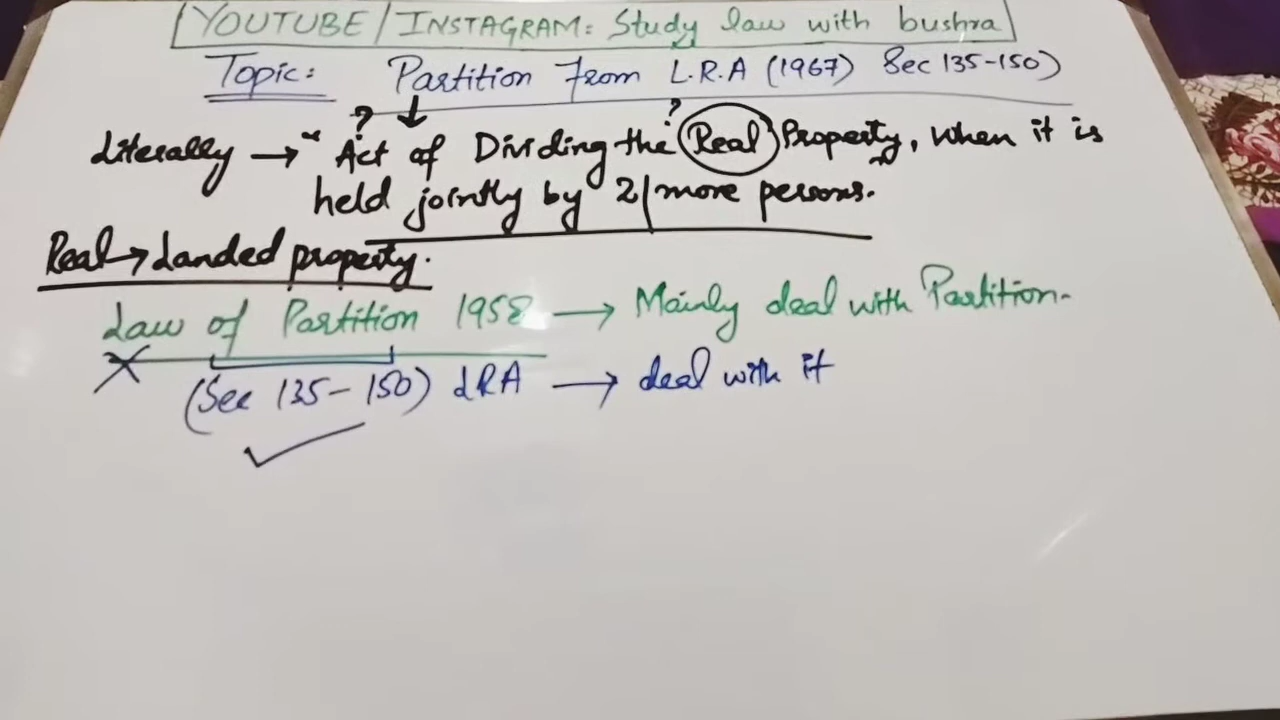 YOUTUBE/INSTAGRAM: Study law with bushra
Topic: Partition From L.R.A (1967) Sec 135-150)
? ?
Literally → " Act of Dividing the Real Property, when it is
held jointly by 2/more persons.
Real → Landed property.
Law of Partition 1958 → Mainly deal with Partition.
(Sec 135-150) LRA → deal with it